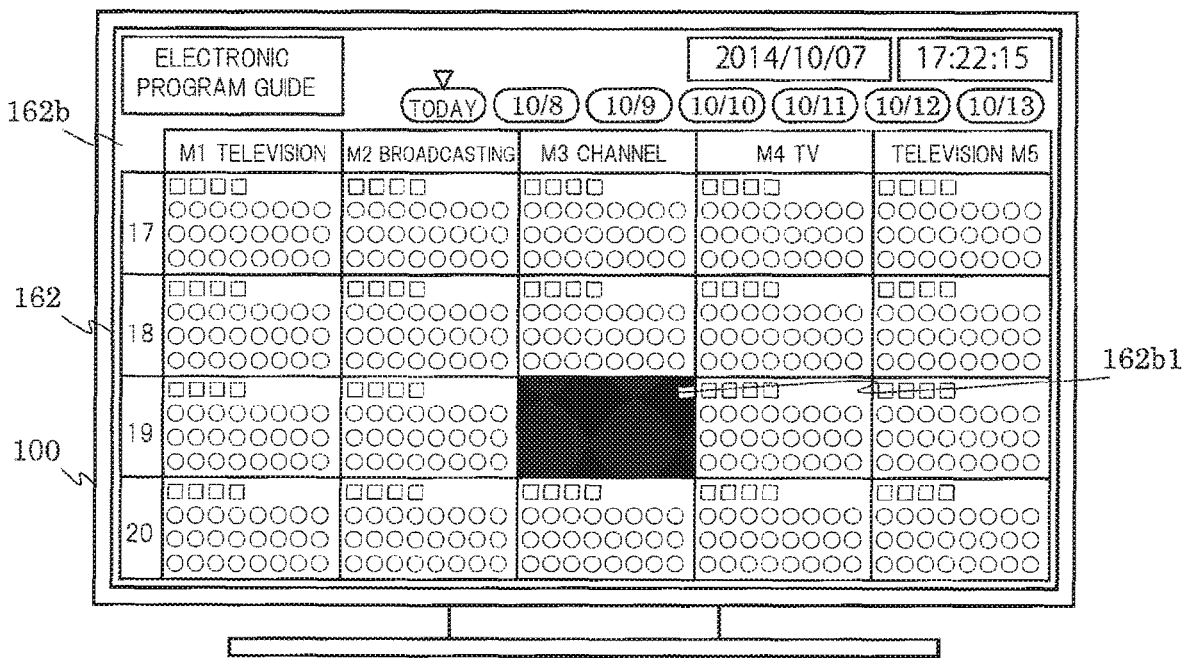 ELECTRONIC
PROGRAM GUIDE
2014/10/07 17:22:15
TODAY 10/8 10/9 10/10 10/11 10/12 10/13
162b
M1 TELEVISION M2 BROADCASTING M3 CHANNEL M4 TV TELEVISION M5
□□□□ □□□□ □□□□ □□□□ □□□□
○○○○○○○○ ○○○○○○○○ ○○○○○○○○ ○○○○○○○○ ○○○○○○○○
17 ○○○○○○○○ ○○○○○○○○ ○○○○○○○○ ○○○○○○○○ ○○○○○○○○
○○○○○○○○ ○○○○○○○○ ○○○○○○○○ ○○○○○○○○ ○○○○○○○○
162
□□□□ □□□□ □□□□ □□□□ □□□□
○○○○○○○○ ○○○○○○○○ ○○○○○○○○ ○○○○○○○○ ○○○○○○○○
18 ○○○○○○○○ ○○○○○○○○ ○○○○○○○○ ○○○○○○○○ ○○○○○○○○
○○○○○○○○ ○○○○○○○○ ○○○○○○○○ ○○○○○○○○ ○○○○○○○○
162b1
□□□□ □□□□ □□□□ □□□□
○○○○○○○○ ○○○○○○○○ ○○○○○○○○ ○○○○○○○○
19 ○○○○○○○○ ○○○○○○○○ ○○○○○○○○ ○○○○○○○○
○○○○○○○○ ○○○○○○○○ ○○○○○○○○ ○○○○○○○○
100
□□□□ □□□□ □□□□ □□□□ □□□□
○○○○○○○○ ○○○○○○○○ ○○○○○○○○ ○○○○○○○○ ○○○○○○○○
20 ○○○○○○○○ ○○○○○○○○ ○○○○○○○○ ○○○○○○○○ ○○○○○○○○
○○○○○○○○ ○○○○○○○○ ○○○○○○○○ ○○○○○○○○ ○○○○○○○○